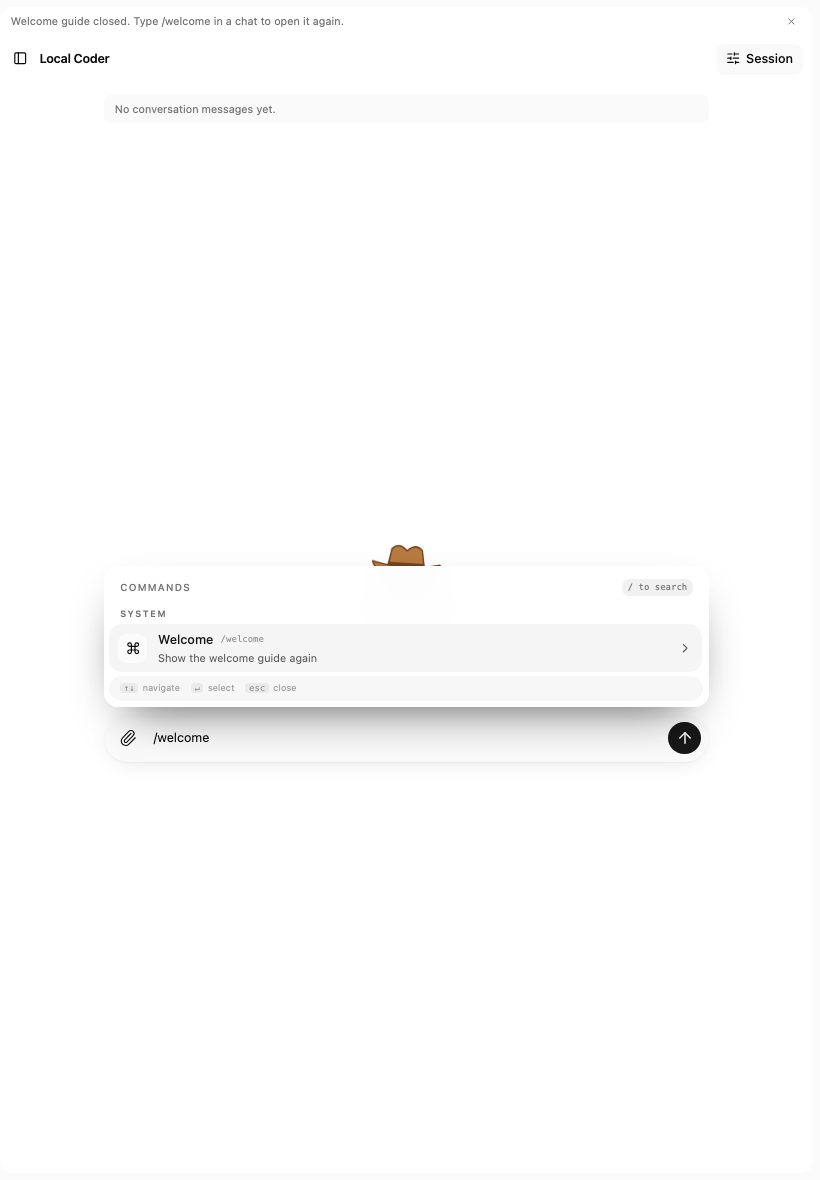 Welcome guide closed. Type /welcome in a chat to open it again.
Local Coder
Session
No conversation messages yet.
COMMANDS
/ to search
SYSTEM
Welcome /welcome
Show the welcome guide again
↑↓ navigate ↵ select esc close
/welcome